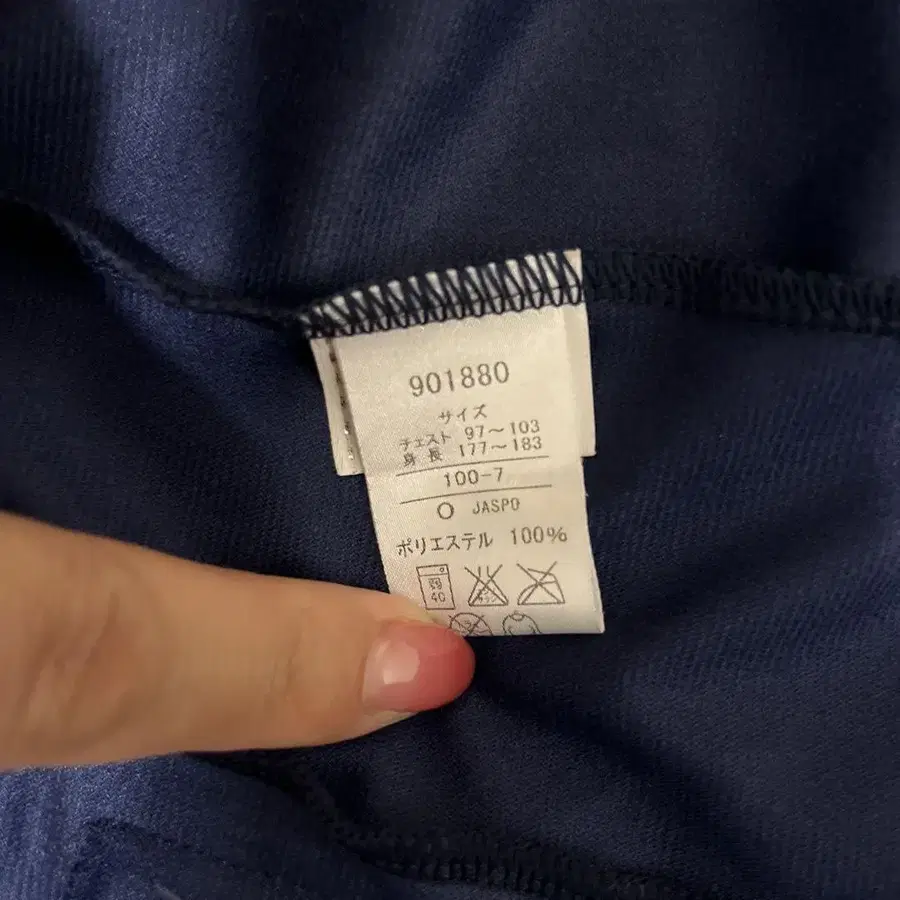 901880
サイズ
チェスト 97～103
身長 177～183
100-7
O JASPO
ポリエステル 100%
40